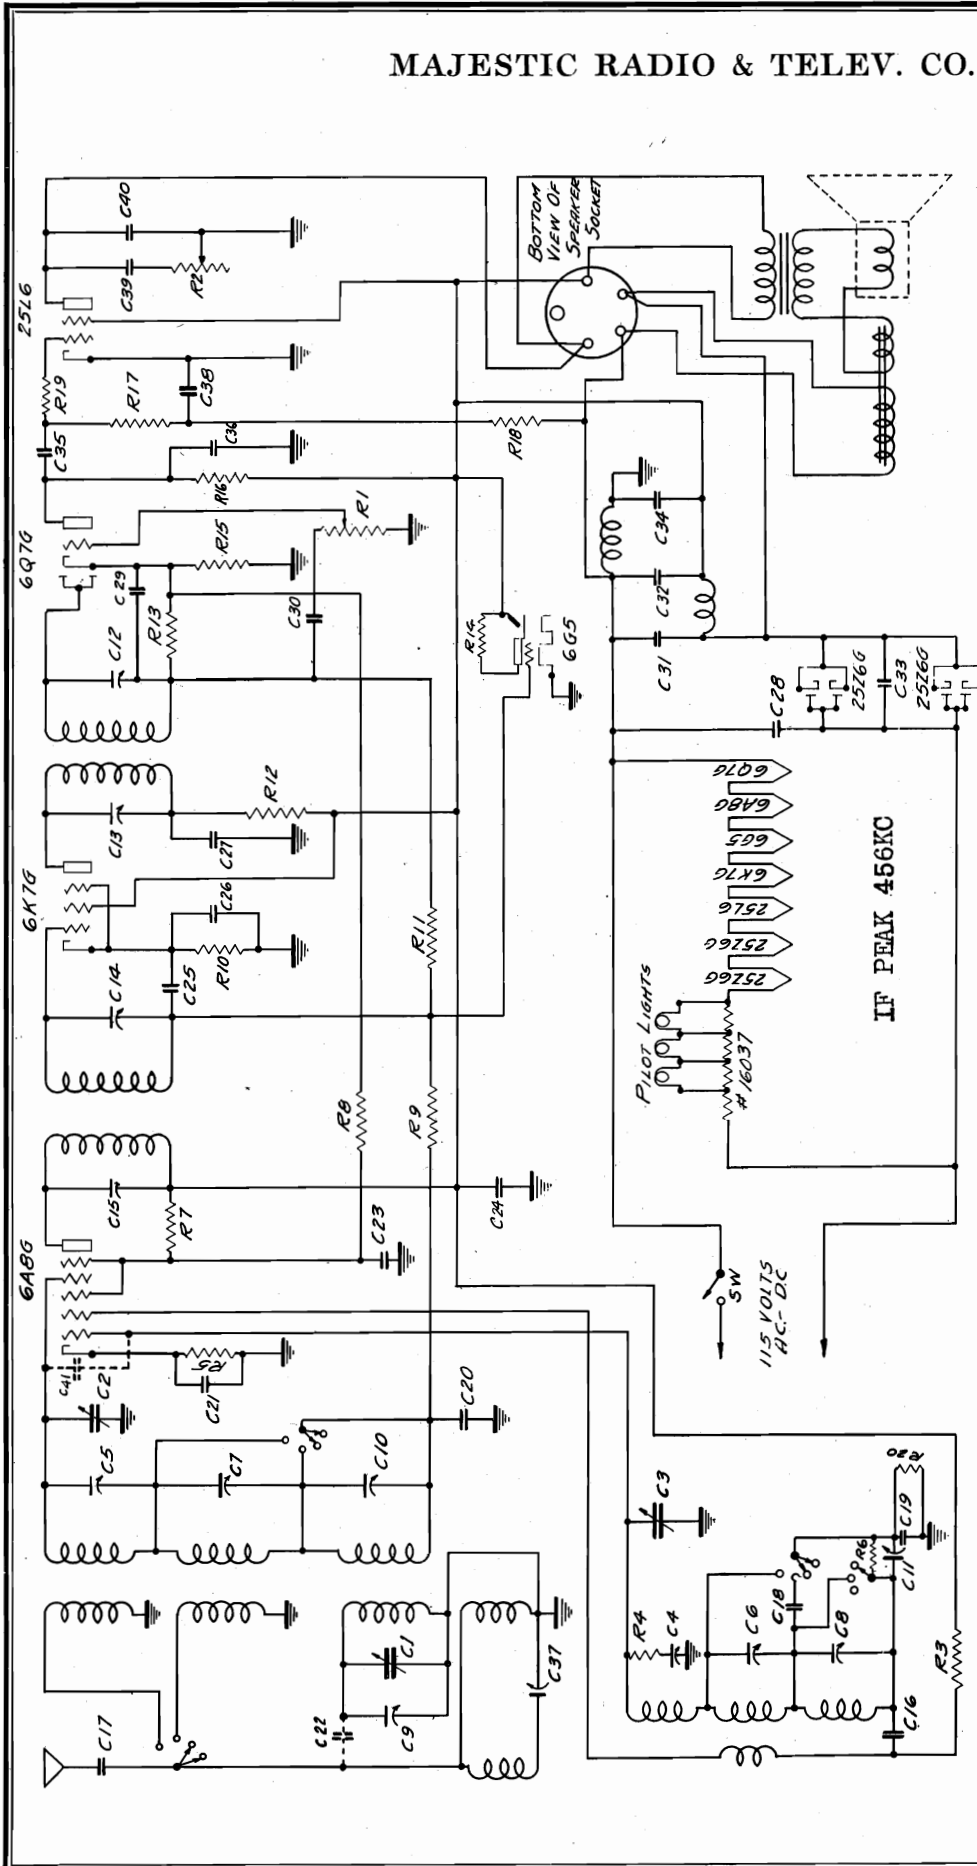 MAJESTIC RADIO & TELEV. CO.
C40
C39
R2
25L6
R19
R17
C38
C35
C36
R16
R18
BOTTOM
VIEW OF
SPEAKER
SOCKET
6Q7G
C29
R15
R1
C12
R13
C30
R14
6G5
C34
C32
C31
C28
25Z6G
C33
25Z6G
C13
R12
C27
6K7G
C26
R10
R11
C14
C25
6Q7G
6A8G
6G5
6K7G
25L6
25Z6G
25Z6G
PILOT LIGHTS
#16037
IF PEAK 456KC
R8
R9
C15
R7
C24
C23
6A8G
SW
115 VOLTS
AC.-D.C
C41
C2
R5
C21
C20
C5
C7
C10
C3
R20
C19
R6
C11
C18
R4
C4
C6
C8
R3
C16
C1
C37
C22
C9
C17